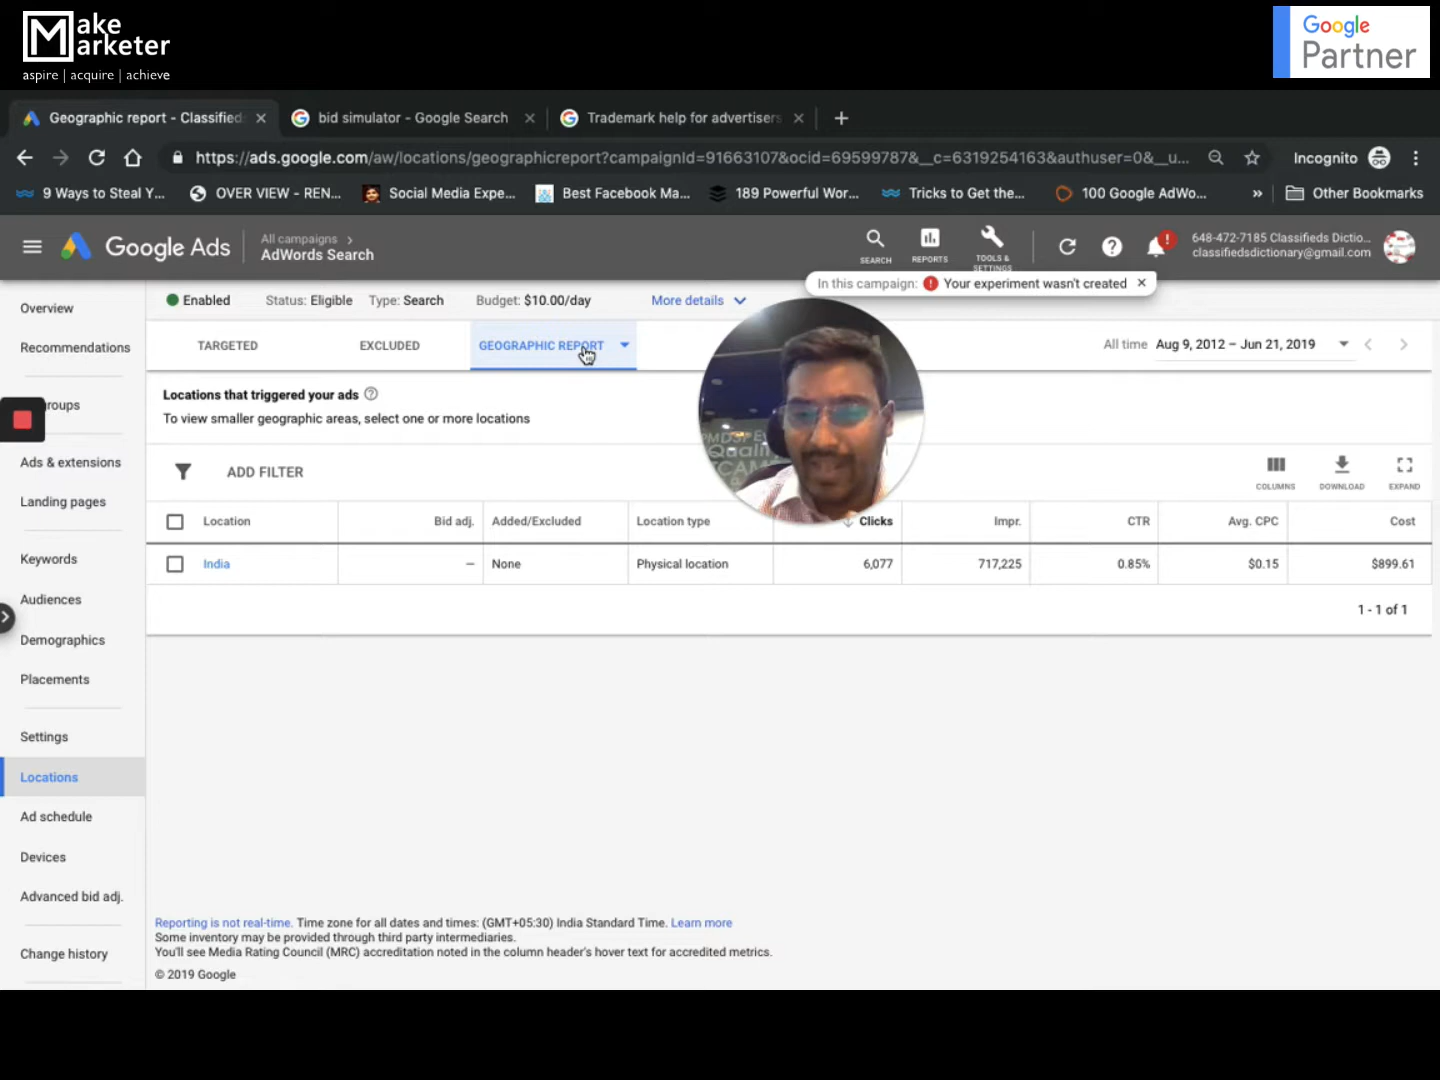 Make
Marketer
aspire | acquire | achieve
Google
Partner
Geographic report - Classified
bid simulator - Google Search
Trademark help for advertisers
https://ads.google.com/aw/locations/geographicreport?campaignId=91663107&ocid=69599787&__c=6319254163&authuser=0&__u...
Incognito
9 Ways to Steal Y...
OVER VIEW - REN...
Social Media Expe...
Best Facebook Ma...
189 Powerful Wor...
Tricks to Get the...
100 Google AdWo...
»
Other Bookmarks
Google Ads
All campaigns >
AdWords Search
SEARCH
REPORTS
TOOLS &
SETTINGS
648-472-7185 Classifieds Dictio...
classifiedsdictionary@gmail.com
In this campaign: Your experiment wasn't created
Enabled Status: Eligible Type: Search Budget: $10.00/day More details
TARGETED
EXCLUDED
GEOGRAPHIC REPORT
All time Aug 9, 2012 – Jun 21, 2019
Locations that triggered your ads
To view smaller geographic areas, select one or more locations
ADD FILTER
COLUMNS
DOWNLOAD
EXPAND
Location Bid adj. Added/Excluded Location type Clicks Impr. CTR Avg. CPC Cost
India – None Physical location 6,077 717,225 0.85% $0.15 $899.61
1 - 1 of 1
Overview
Recommendations
groups
Ads & extensions
Landing pages
Keywords
Audiences
Demographics
Placements
Settings
Locations
Ad schedule
Devices
Advanced bid adj.
Change history
Reporting is not real-time. Time zone for all dates and times: (GMT+05:30) India Standard Time. Learn more
Some inventory may be provided through third party intermediaries.
You'll see Media Rating Council (MRC) accreditation noted in the column header's hover text for accredited metrics.
© 2019 Google